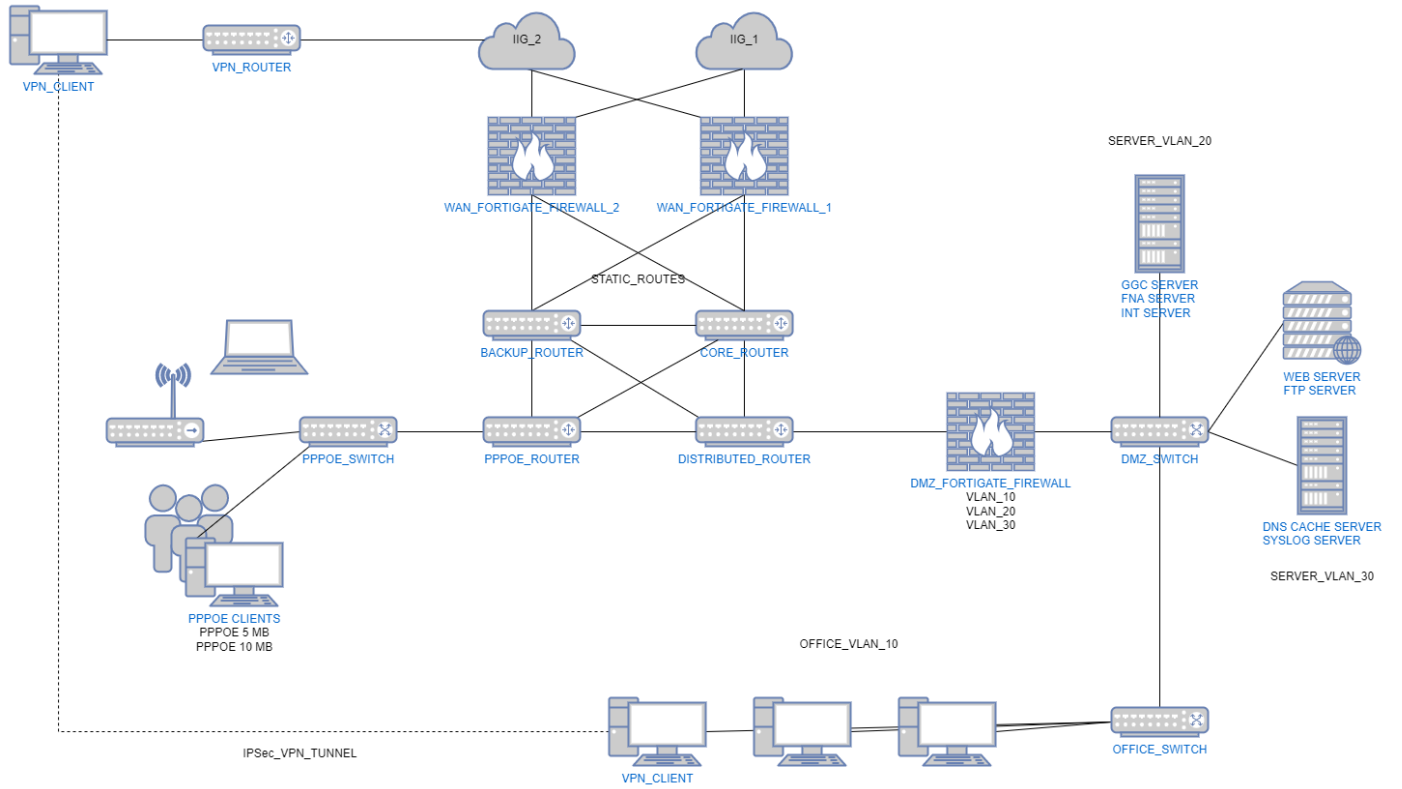 IIG_2
IIG_1
VPN_ROUTER
VPN_CLIENT
SERVER_VLAN_20
WAN_FORTIGATE_FIREWALL_2
WAN_FORTIGATE_FIREWALL_1
STATIC_ROUTES
GGC SERVER
FNA SERVER
INT SERVER
BACKUP_ROUTER
CORE_ROUTER
WEB SERVER
FTP SERVER
PPPOE_SWITCH
PPPOE_ROUTER
DISTRIBUTED_ROUTER
DMZ_SWITCH
DMZ_FORTIGATE_FIREWALL
VLAN_10
VLAN_20
VLAN_30
DNS CACHE SERVER
SYSLOG SERVER
SERVER_VLAN_30
PPPOE CLIENTS
PPPOE 5 MB
PPPOE 10 MB
OFFICE_VLAN_10
IPSec_VPN_TUNNEL
OFFICE_SWITCH
VPN_CLIENT